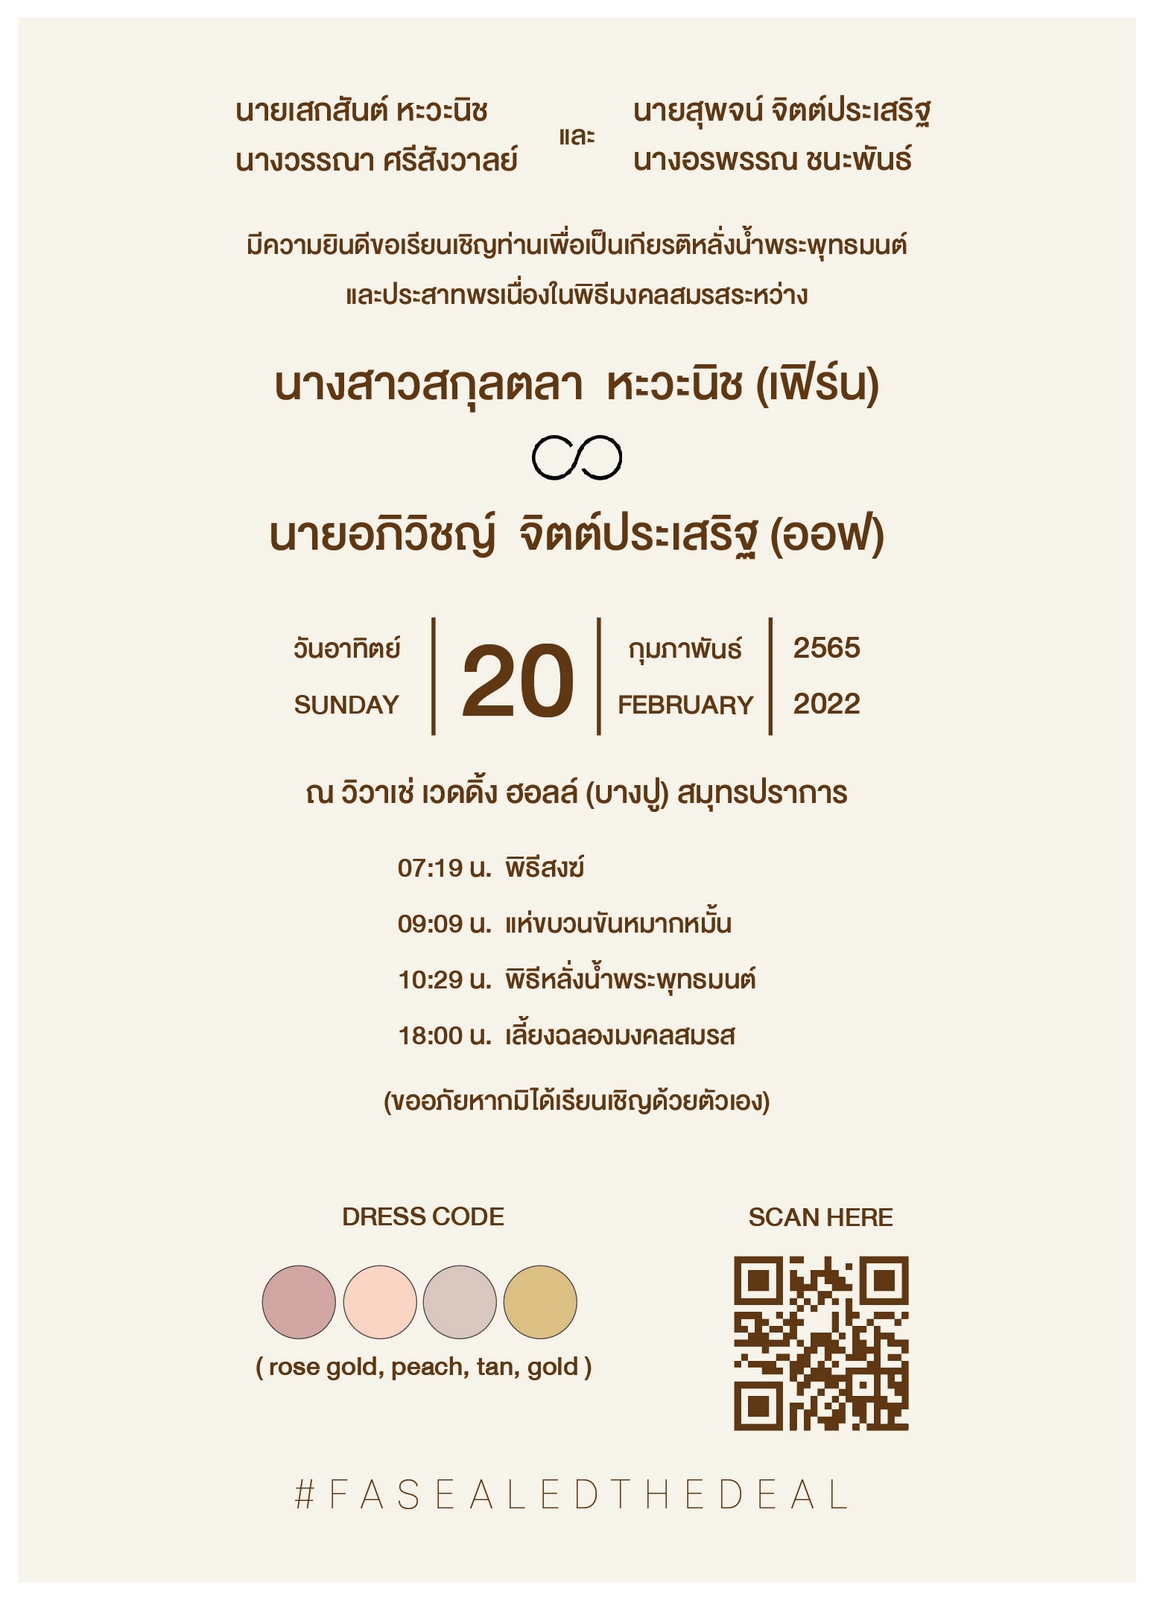 นายเสกสันต์ หะวะนิช
นางวรรณา ศรีสังวาลย์
และ
นายสุพจน์ จิตต์ประเสริฐ
นางอรพรรณ ชนะพันธ์
มีความยินดีขอเรียนเชิญท่านเพื่อเป็นเกียรติหลั่งน้ำพระพุทธมนต์
และประสาทพรเนื่องในพิธีมงคลสมรสระหว่าง
นางสาวสกุลตลา หะวะนิช (เฟิร์น)
นายอภิวิชญ์ จิตต์ประเสริฐ (ออฟ)
วันอาทิตย์
SUNDAY
20
กุมภาพันธ์
FEBRUARY
2565
2022
ณ วิวาเช่ เวดดิ้ง ฮอลล์ (บางปู) สมุทรปราการ
07:19 น. พิธีสงฆ์
09:09 น. แห่ขบวนขันหมากหมั้น
10:29 น. พิธีหลั่งน้ำพระพุทธมนต์
18:00 น. เลี้ยงฉลองมงคลสมรส
(ขออภัยหากมิได้เรียนเชิญด้วยตัวเอง)
DRESS CODE
( rose gold, peach, tan, gold )
SCAN HERE
#FASEALEDTHEDEAL